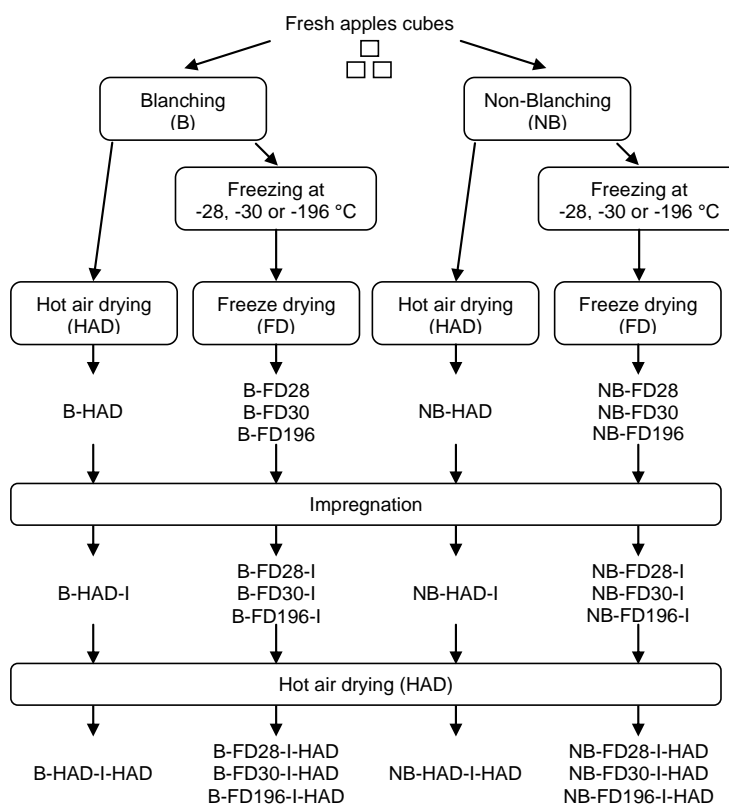 Fresh apples cubes
Blanching
(B)
Non-Blanching
(NB)
Freezing at
-28, -30 or -196 °C
Freezing at
-28, -30 or -196 °C
Hot air drying
(HAD)
Freeze drying
(FD)
Hot air drying
(HAD)
Freeze drying
(FD)
B-HAD
B-FD28
B-FD30
B-FD196
NB-HAD
NB-FD28
NB-FD30
NB-FD196
Impregnation
B-HAD-I
B-FD28-I
B-FD30-I
B-FD196-I
NB-HAD-I
NB-FD28-I
NB-FD30-I
NB-FD196-I
Hot air drying (HAD)
B-HAD-I-HAD
B-FD28-I-HAD
B-FD30-I-HAD
B-FD196-I-HAD
NB-HAD-I-HAD
NB-FD28-I-HAD
NB-FD30-I-HAD
NB-FD196-I-HAD